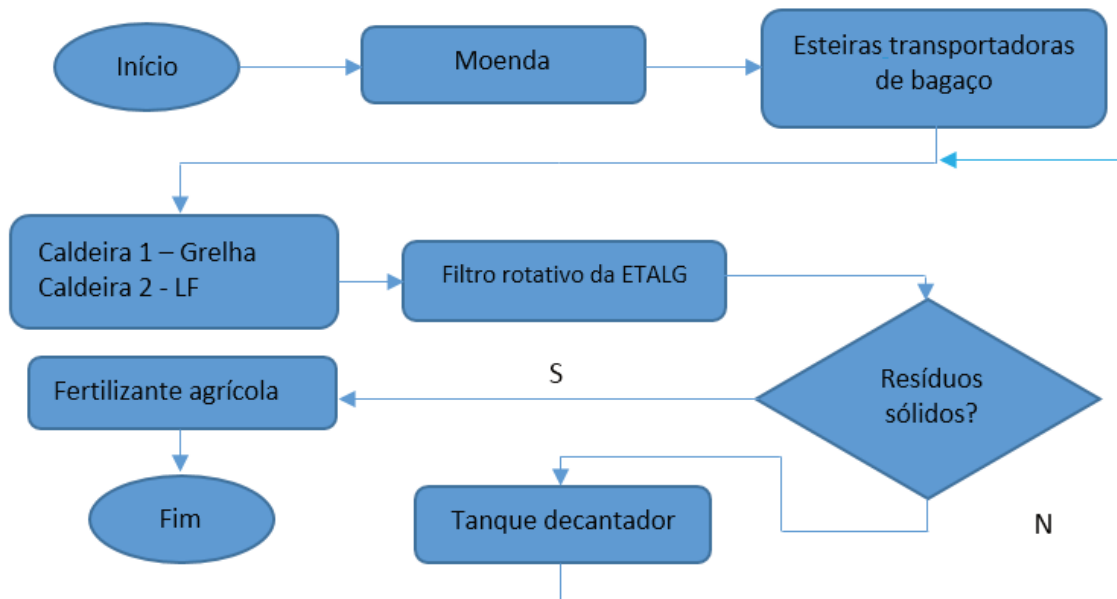 Início
Moenda
Esteiras transportadoras
de bagaço
Caldeira 1 – Grelha
Caldeira 2 - LF
Filtro rotativo da ETALG
Resíduos
sólidos?
S
Fertilizante agrícola
Fim
Tanque decantador
N